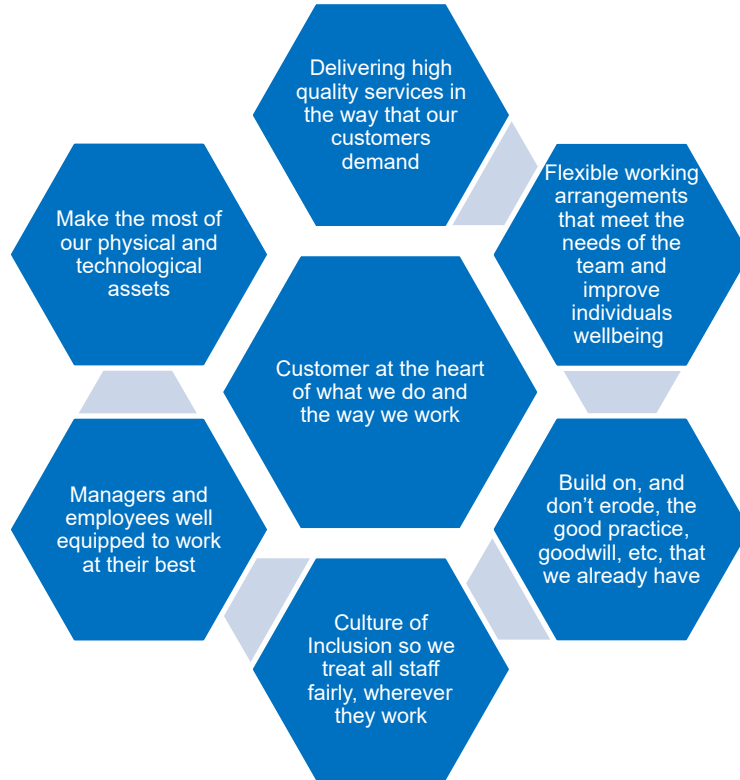 Delivering high
quality services in
the way that our
customers
demand
Flexible working
arrangements
that meet the
needs of the
team and
improve
individuals
wellbeing
Make the most of
our physical and
technological
assets
Customer at the heart
of what we do and
the way we work
Build on, and
don’t erode, the
good practice,
goodwill, etc, that
we already have
Managers and
employees well
equipped to work
at their best
Culture of
Inclusion so we
treat all staff
fairly, wherever
they work